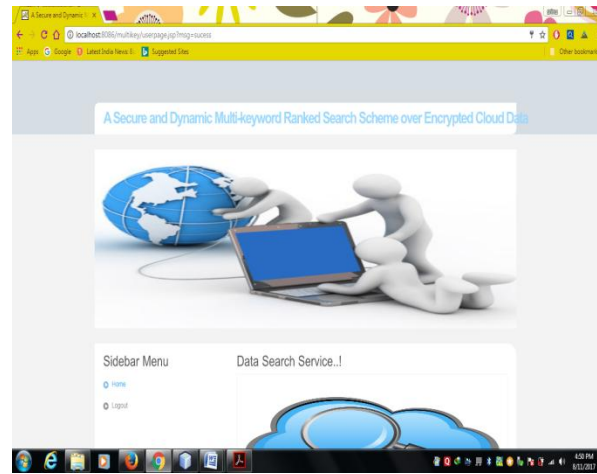 A Secure and Dynamic
localhost:8086/multikey/userpage.jsp?msg=sucess
Apps Google Latest India News Suggested Sites Other bookmark
A Secure and Dynamic Multi-keyword Ranked Search Scheme over Encrypted Cloud Data
Sidebar Menu
Data Search Service..!
Home
Logout
4:50 PM
8/11/2017